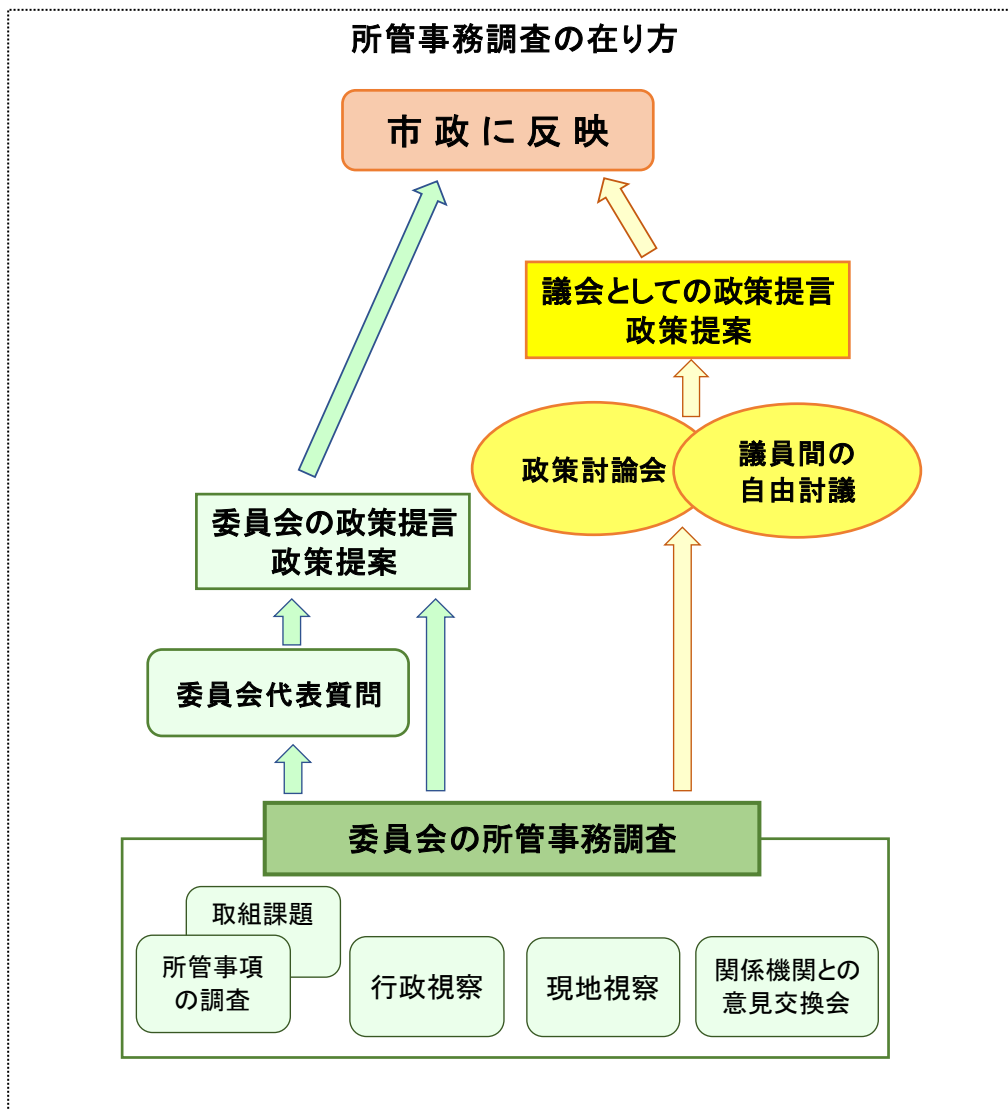 所管事務調査の在り方
市政に反映
議会としての政策提言
政策提案
政策討論会
議員間の
自由討議
委員会の政策提言
政策提案
委員会代表質問
委員会の所管事務調査
取組課題
所管事項
の調査
行政視察
現地視察
関係機関との
意見交換会